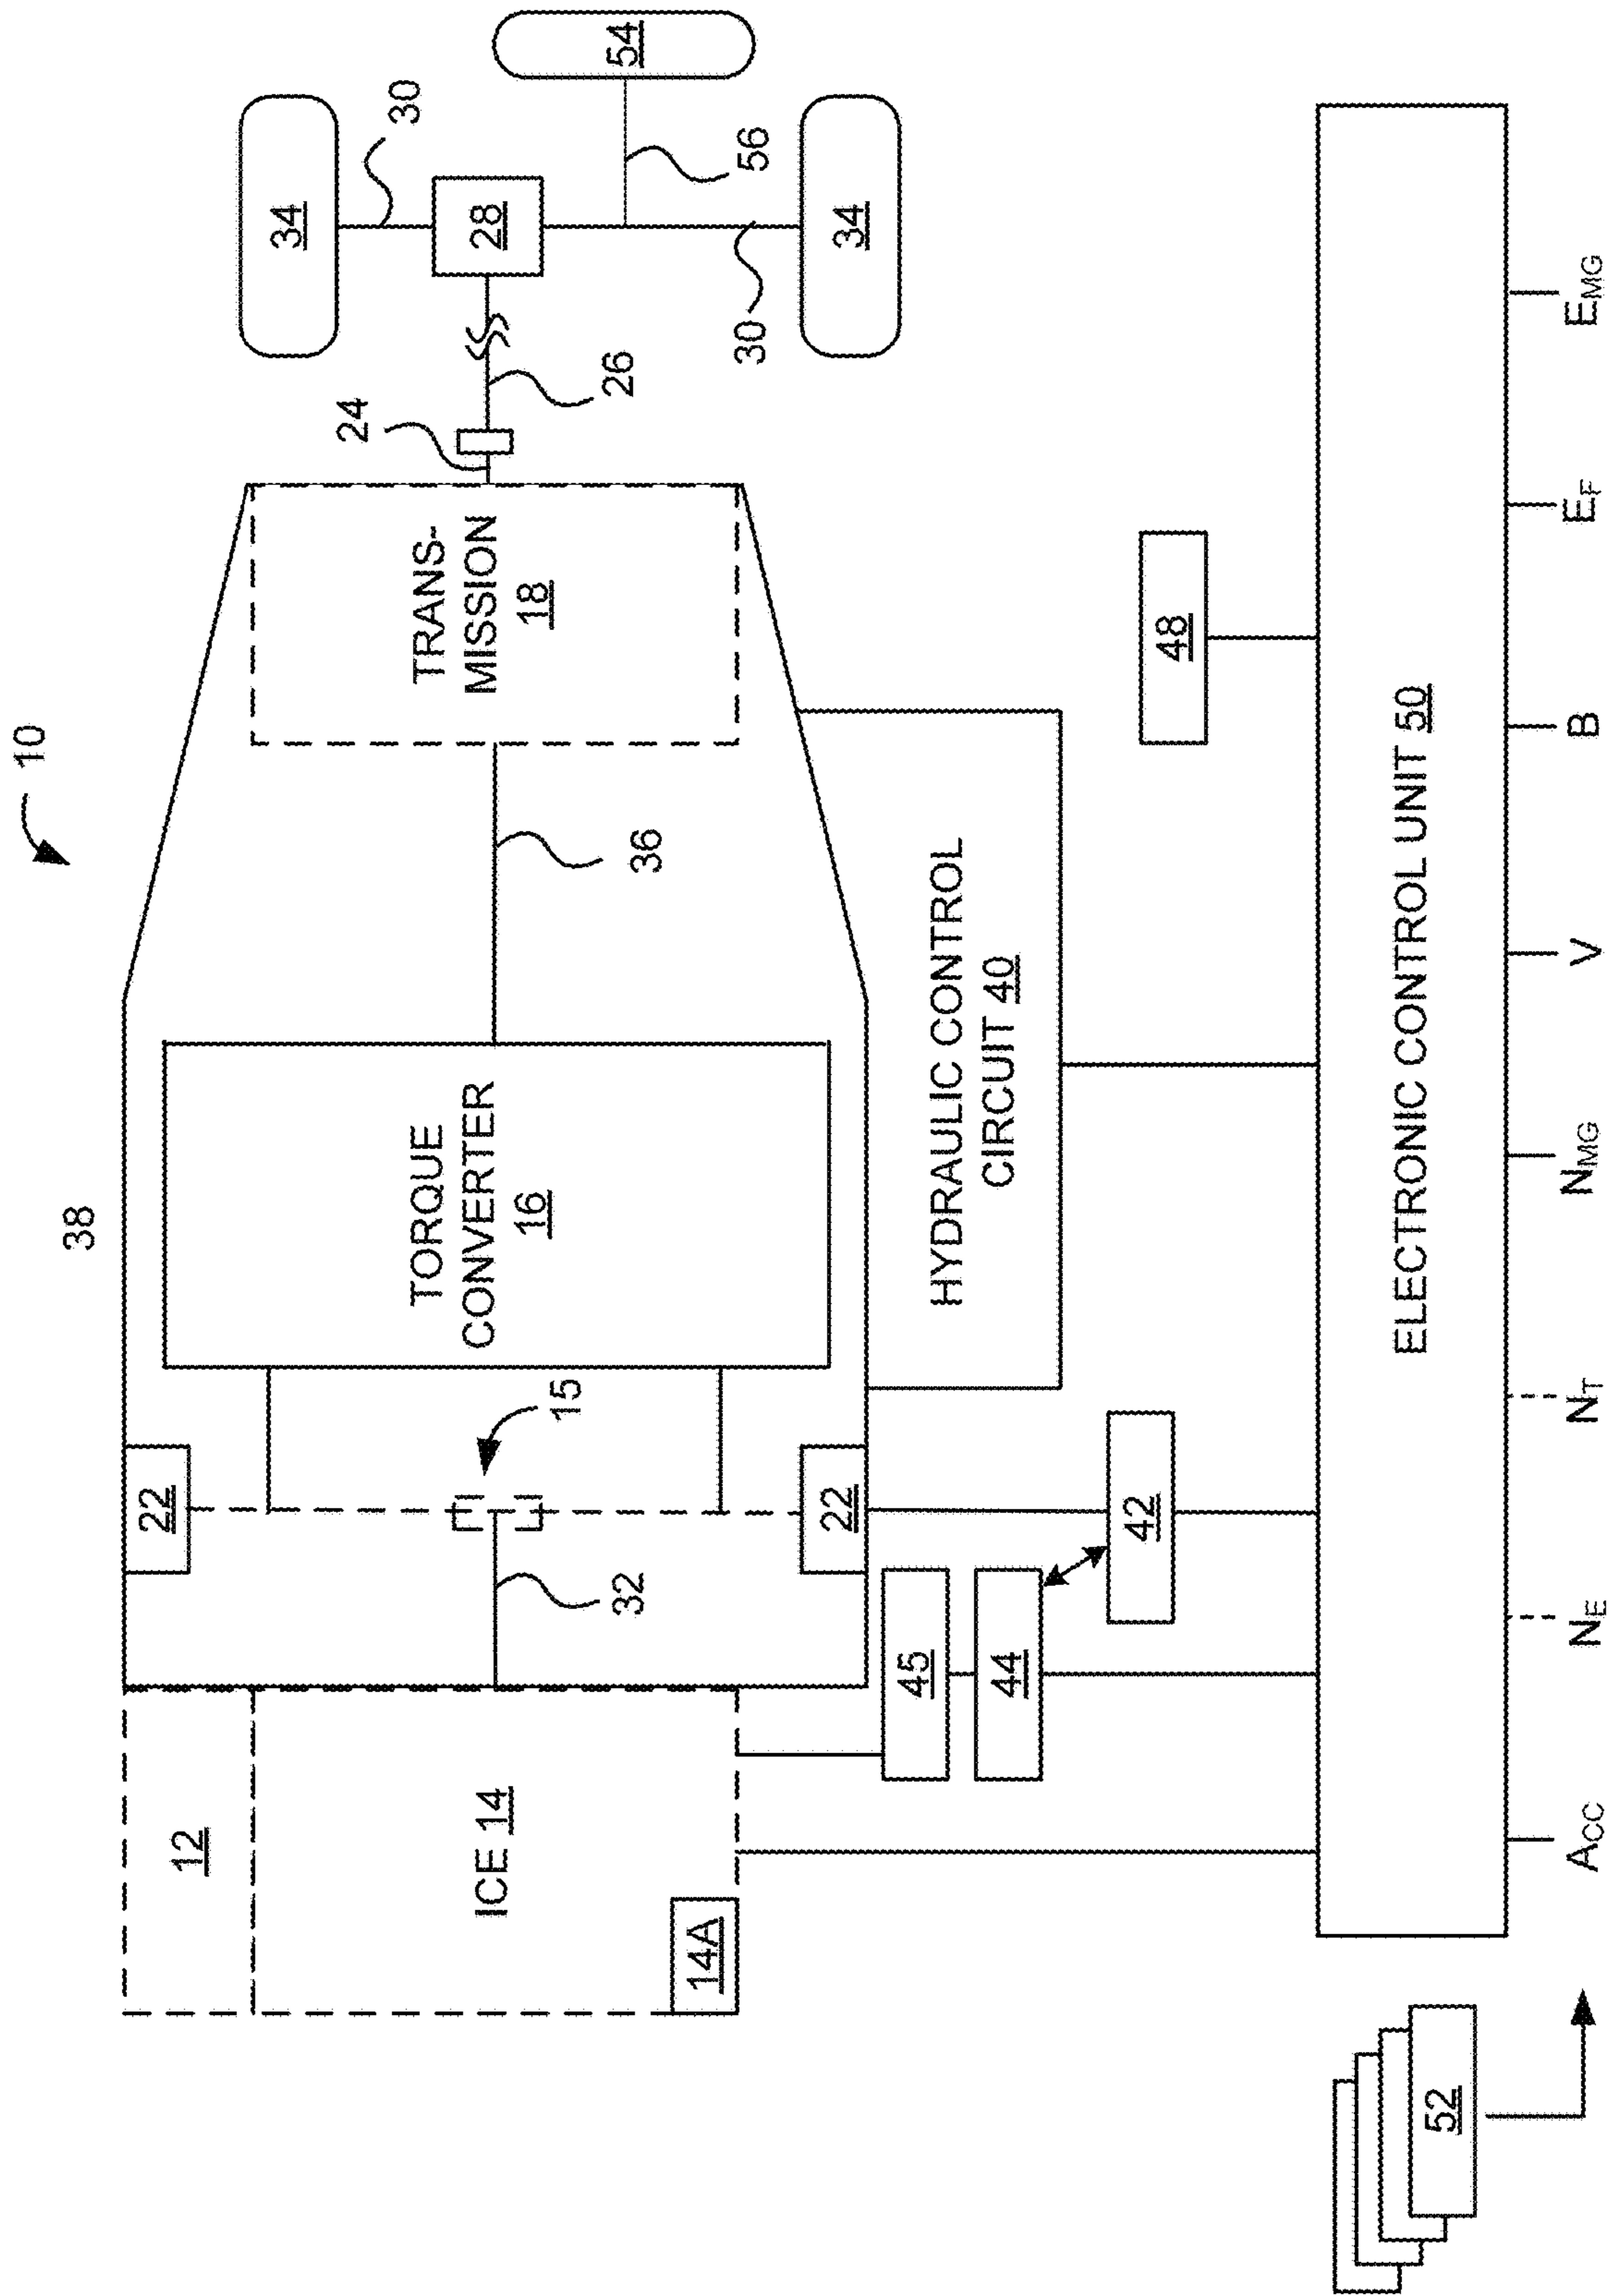 10
38
12
ICE 14
14A
22
32
15
22
TORQUE
CONVERTER
16
36
TRANS-
MISSION
18
24
26
28
30
34
30
34
56
54
HYDRAULIC CONTROL
CIRCUIT 40
45
44
42
48
ELECTRONIC CONTROL UNIT 50
52
ACC
NE
NT
NMG
V
B
EF
EMG